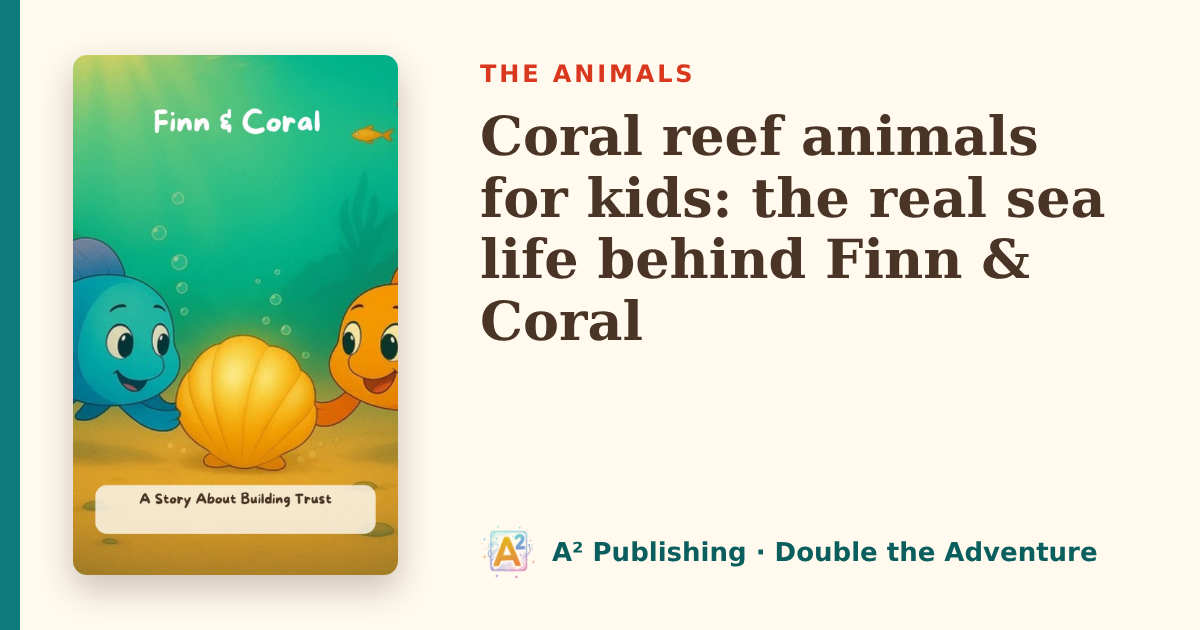 Finn & Coral
A Story About Building Trust
THE ANIMALS
Coral reef animals
for kids: the real sea
life behind Finn &
Coral
A²
A² Publishing · Double the Adventure